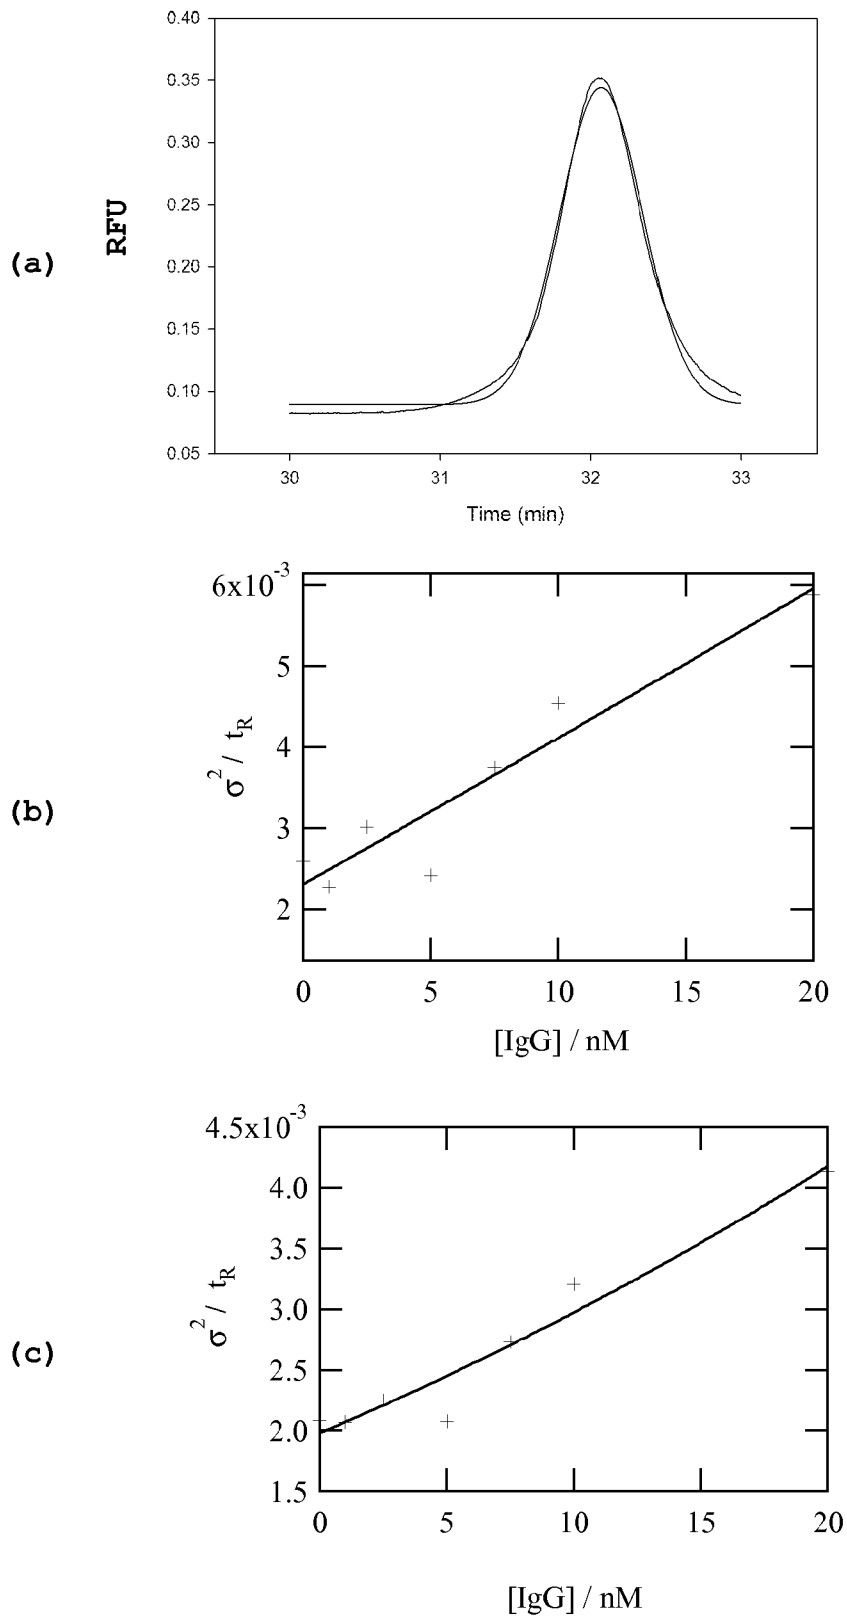 (a)
RFU
0.40
0.35
0.30
0.25
0.20
0.15
0.10
0.05
30 31 32 33
Time (min)
(b)
σ² / tR
6x10⁻³
5
4
3
2
0 5 10 15 20
[IgG] / nM
(c)
σ² / tR
4.5x10⁻³
4.0
3.5
3.0
2.5
2.0
1.5
0 5 10 15 20
[IgG] / nM